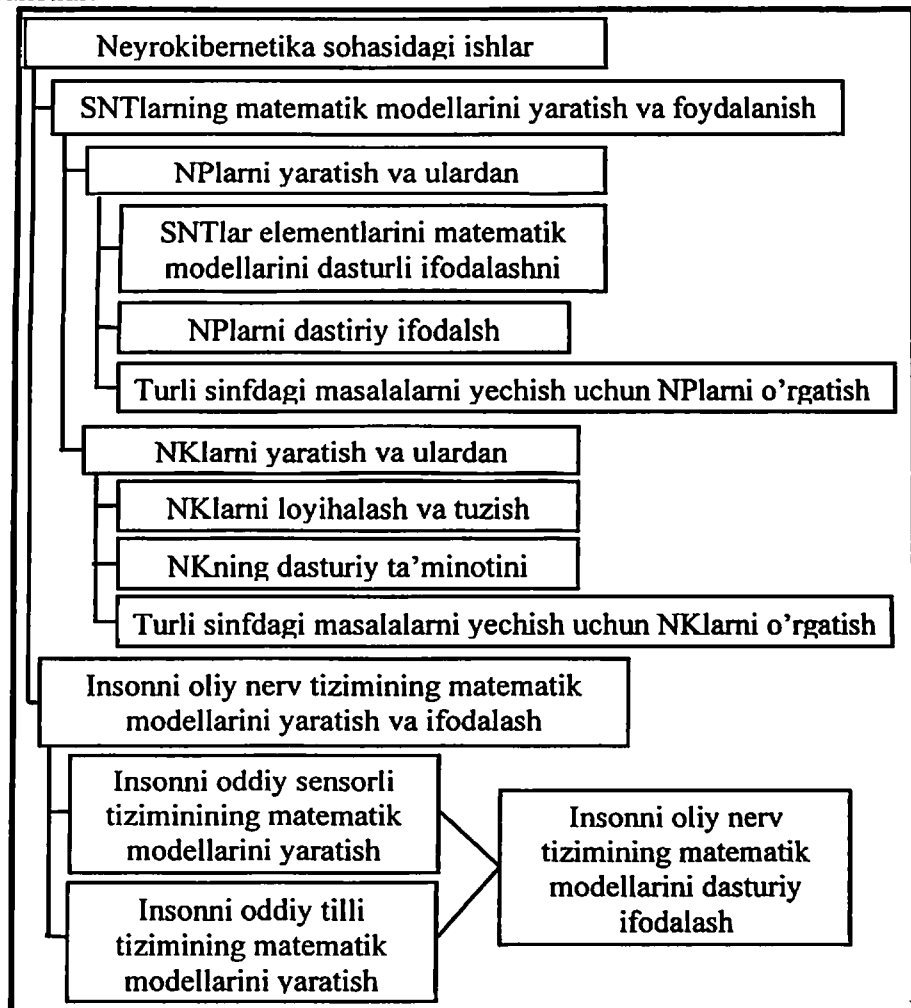 Neyrokibernetika sohasidagi ishlar
SNTlarning matematik modellarini yaratish va foydalanish
NPlarni yaratish va ulardan
SNTlar elementlarini matematik
modellarini dasturli ifodalashni
NPlarni dastiriy ifodalsh
Turli sinfdagi masalalarni yechish uchun NPlarni o’rgatish
NKlarni yaratish va ulardan
NKlarni loyihalash va tuzish
NKning dasturiy ta’minotini
Turli sinfdagi masalalarni yechish uchun NKlarni o’rgatish
Insonni oliy nerv tizimining matematik
modellarini yaratish va ifodalash
Insonni oddiy sensorli
tiziminining matematik
modellarini yaratish
Insonni oddiy tilli
tizimining matematik
modellarini yaratish
Insonni oliy nerv
tizimining matematik
modellarini dasturiy
ifodalash